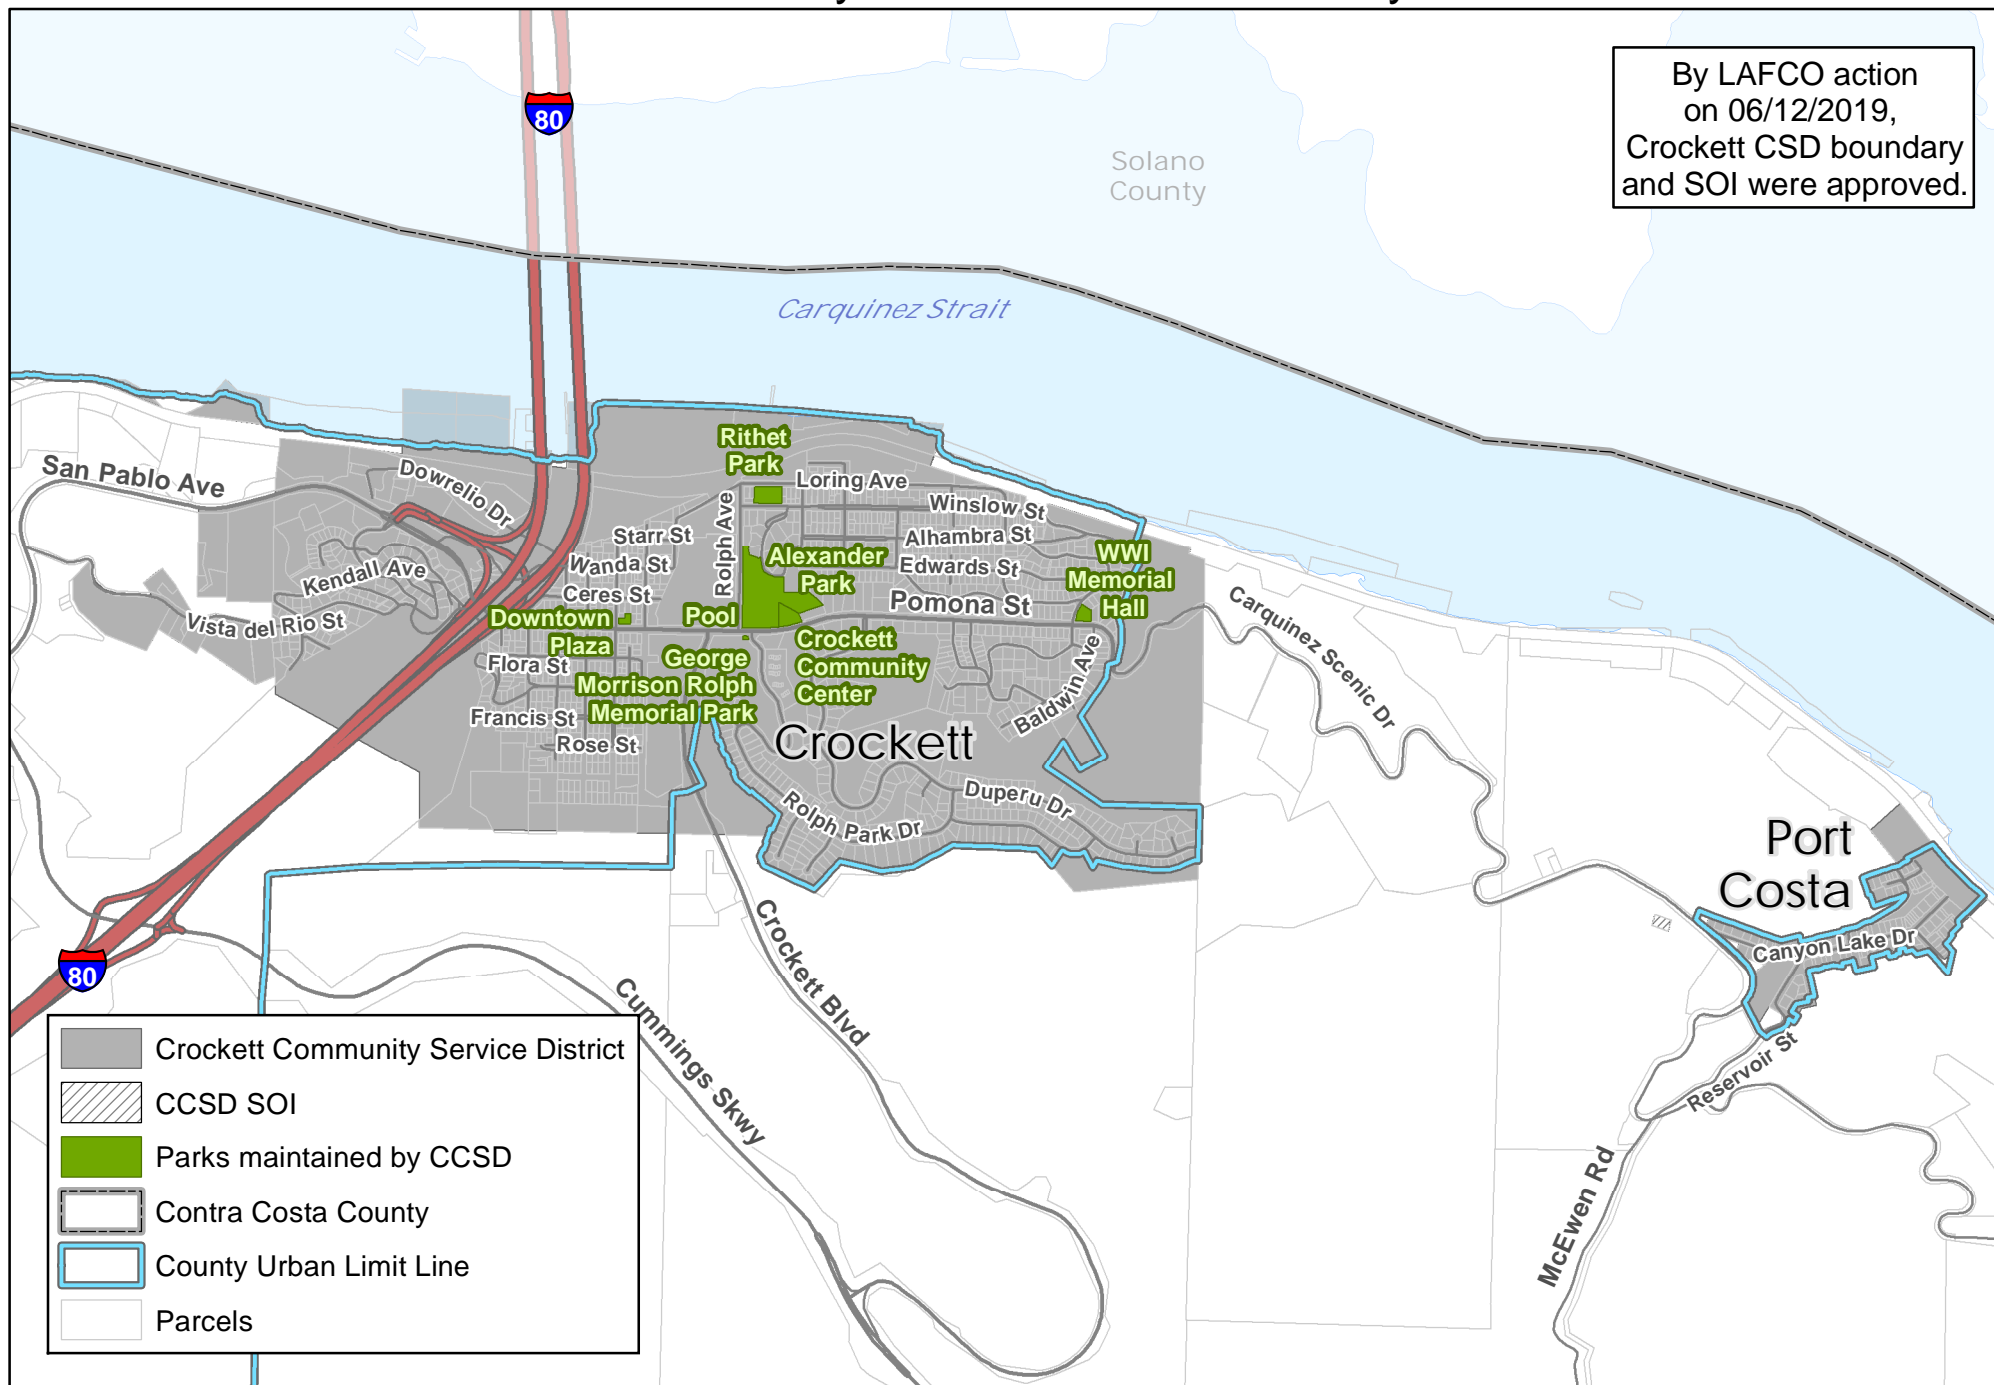 By LAFCO action
on 06/12/2019,
Crockett CSD boundary
and SOI were approved.
80
Solano
County
Carquinez Strait
San Pablo Ave
Dowrelio Dr
Kendall Ave
Vista del Rio St
Rithet
Park
Loring Ave
Winslow St
Rolph Ave
Starr St
Alhambra St
Wanda St
Alexander
Park
Edwards St
WWI
Memorial
Hall
Ceres St
Pomona St
Downtown
Plaza
Pool
Crockett
Community
Center
Flora St
George
Morrison Rolph
Memorial Park
Francis St
Rose St
Baldwin Ave
Carquinez Scenic Dr
Crockett
Rolph Park Dr
Duperu Dr
Port
Costa
Canyon Lake Dr
Reservoir St
McEwen Rd
Crockett Blvd
Cummings Skwy
80
Crockett Community Service District
CCSD SOI
Parks maintained by CCSD
Contra Costa County
County Urban Limit Line
Parcels